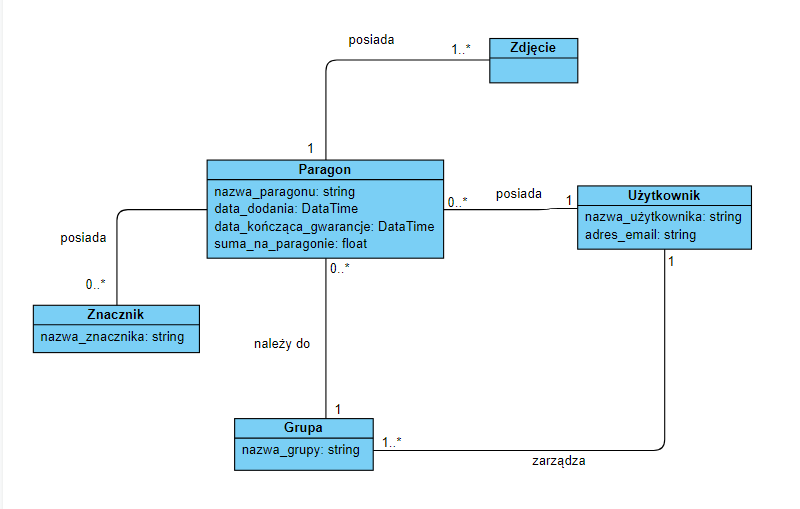 posiada
1..*
Zdjęcie
1
Paragon
nazwa_paragonu: string
data_dodania: DataTime
data_kończąca_gwarancje: DataTime
suma_na_paragonie: float
0..*
posiada
1
Użytkownik
nazwa_użytkownika: string
adres_email: string
1
posiada
0..*
Znacznik
nazwa_znacznika: string
0..*
należy do
1
Grupa
nazwa_grupy: string
1..*
zarządza